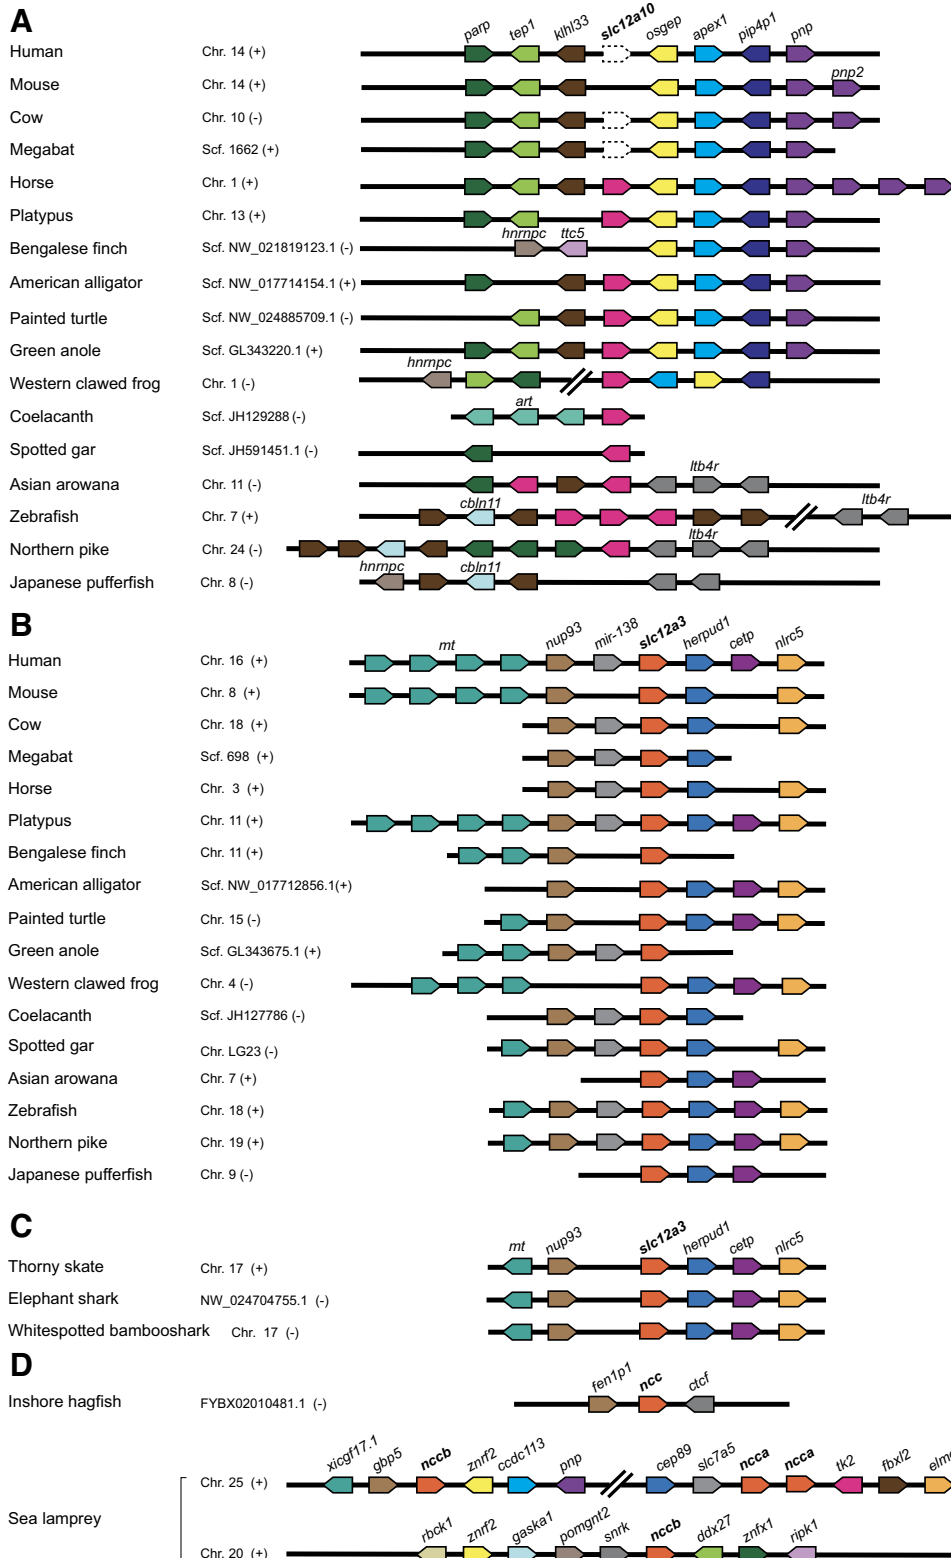 A
parp tep1 klhl33 slc12a10 osgep apex1 pip4p1 pnp
Human Chr. 14 (+)
Mouse Chr. 14 (+) pnp2
Cow Chr. 10 (-)
Megabat Scf. 1662 (+)
Horse Chr. 1 (+)
Platypus Chr. 13 (+)
hnrnpc ttc5
Bengalese finch Scf. NW_021819123.1 (-)
American alligator Scf. NW_017714154.1 (+)
Painted turtle Scf. NW_024885709.1 (-)
Green anole Scf. GL343220.1 (+)
hnrnpc
Western clawed frog Chr. 1 (-)
art
Coelacanth Scf. JH129288 (-)
Spotted gar Scf. JH591451.1 (-)
ltb4r
Asian arowana Chr. 11 (-)
cbln11 ltb4r
Zebrafish Chr. 7 (+)
ltb4r
Northern pike Chr. 24 (-)
hnrnpc cbln11
Japanese pufferfish Chr. 8 (-)
B
mt nup93 mir-138 slc12a3 herpud1 cetp nlrc5
Human Chr. 16 (+)
Mouse Chr. 8 (+)
Cow Chr. 18 (+)
Megabat Scf. 698 (+)
Horse Chr. 3 (+)
Platypus Chr. 11 (+)
Bengalese finch Chr. 11 (+)
American alligator Scf. NW_017712856.1(+)
Painted turtle Chr. 15 (-)
Green anole Scf. GL343675.1 (+)
Western clawed frog Chr. 4 (-)
Coelacanth Scf. JH127786 (-)
Spotted gar Chr. LG23 (-)
Asian arowana Chr. 7 (+)
Zebrafish Chr. 18 (+)
Northern pike Chr. 19 (+)
Japanese pufferfish Chr. 9 (-)
C
mt nup93 slc12a3 herpud1 cetp nlrc5
Thorny skate Chr. 17 (+)
Elephant shark NW_024704755.1 (-)
Whitespotted bambooshark Chr. 17 (-)
D
fen1p1 ncc ctcf
Inshore hagfish FYBX02010481.1 (-)
xicgf17.1 gbp5 nccb znrf2 ccdc113 pnp cep89 slc7a5 ncca ncca tk2 fbxl2
Chr. 25 (+)
Sea lamprey
rbck1 znrf2 gaska1 pomgnt2 snrk nccb ddx27 znfx1 ripk1
Chr. 20 (+)